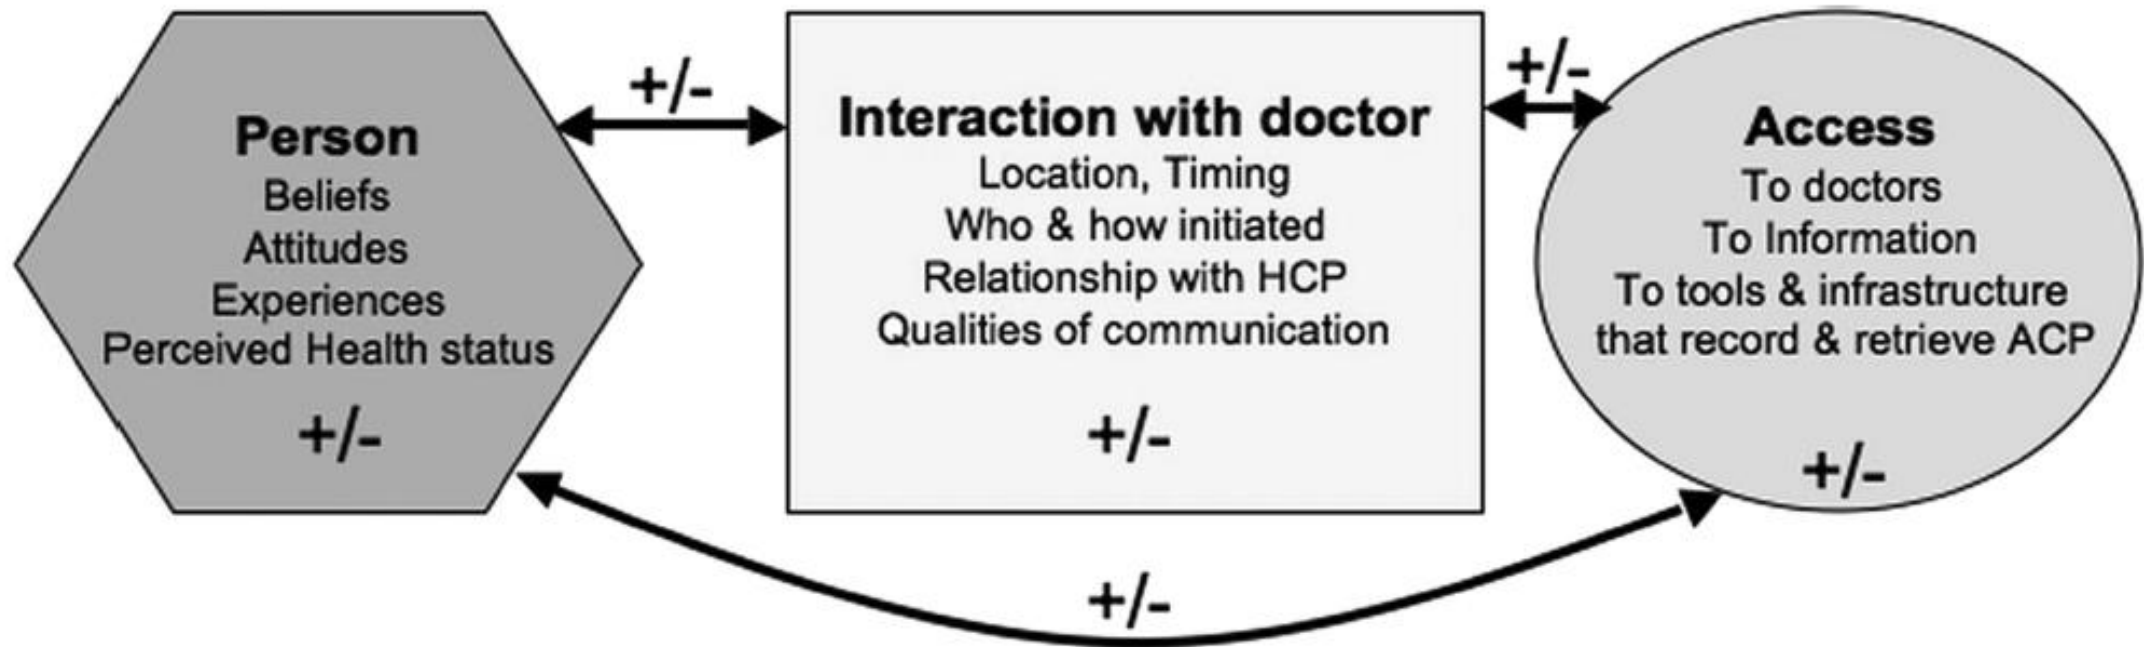 Person
Beliefs
Attitudes
Experiences
Perceived Health status
+/-
+/-
Interaction with doctor
Location, Timing
Who & how initiated
Relationship with HCP
Qualities of communication
+/-
+/-
Access
To doctors
To Information
To tools & infrastructure
that record & retrieve ACP
+/-
+/-